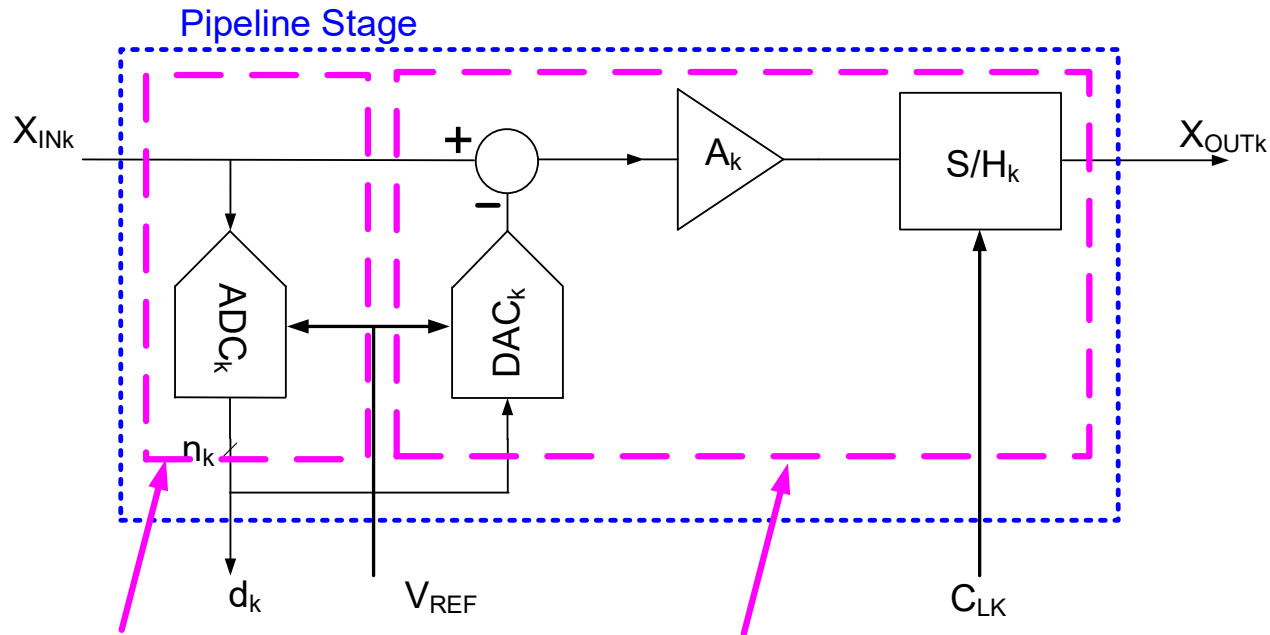 Pipeline Stage
X_INk
+
−
A_k
S/H_k
X_OUTk
ADC_k
DAC_k
n_k
d_k
V_REF
C_LK